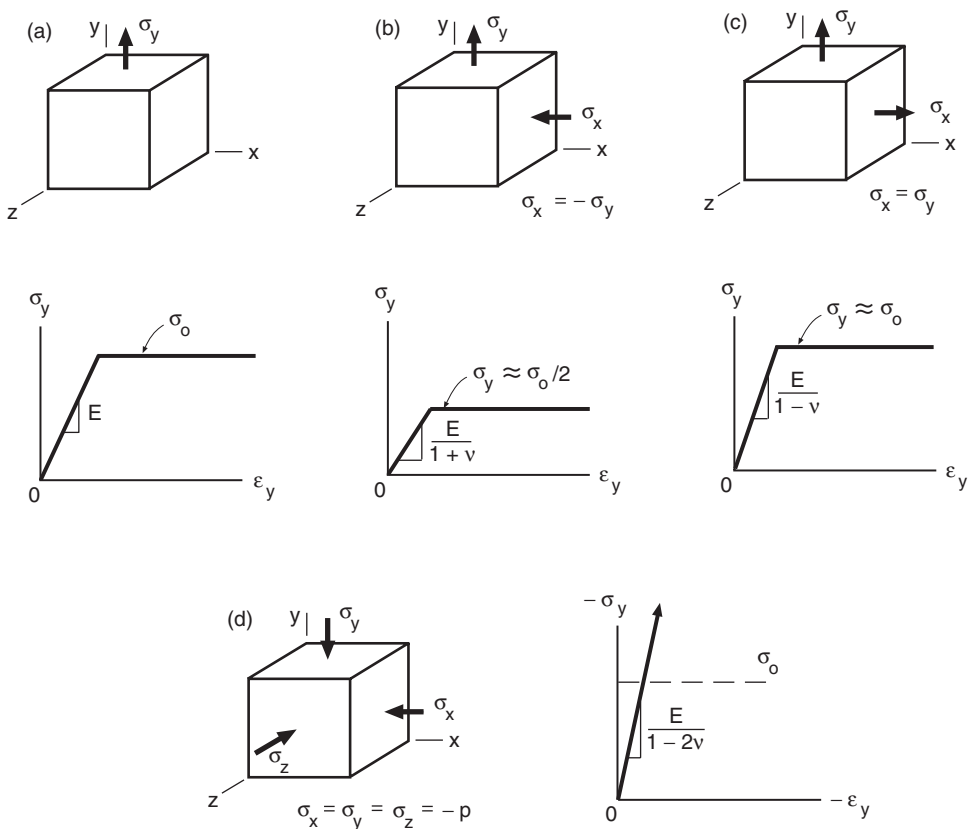 (a)
y
σy
x
z
(b)
y
σy
σx
x
z
σx = – σy
(c)
y
σy
σx
x
z
σx = σy
σy
σo
E
0
εy
σy
σy ≈ σo/2
E
1 + ν
0
εy
σy
σy ≈ σo
E
1 – ν
0
εy
(d)
y
σy
σx
x
σz
z
σx = σy = σz = – p
– σy
σo
E
1 – 2ν
0
– εy